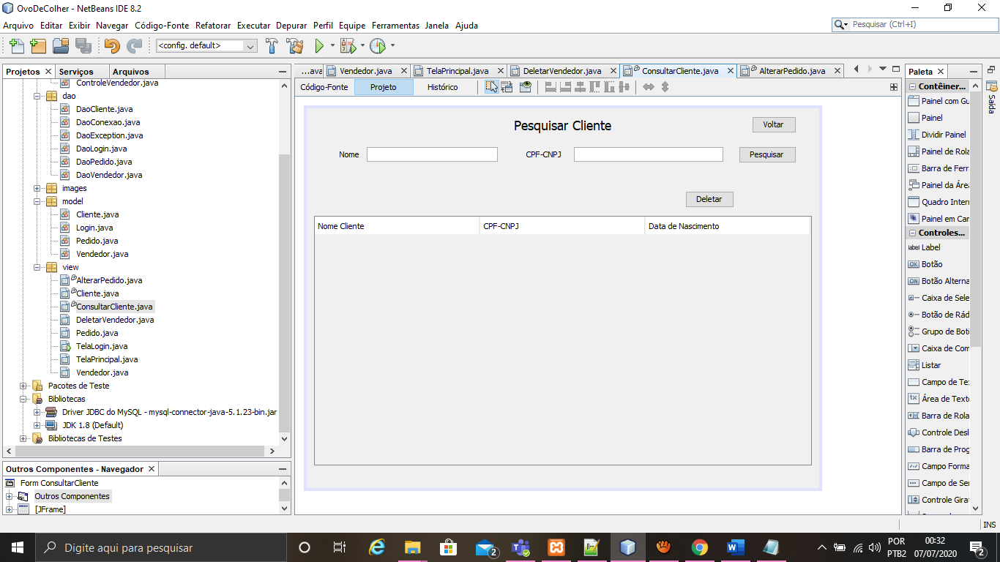 OvoDeColher - NetBeans IDE 8.2
Arquivo Editar Exibir Navegar Código-Fonte Refatorar Executar Depurar Perfil Equipe Ferramentas Janela Ajuda
Pesquisar (Ctrl+I)
<config. default>
Projetos Serviços Arquivos
...ava Vendedor.java TelaPrincipal.java DeletarVendedor.java ConsultarCliente.java AlterarPedido.java
Paleta
Código-Fonte Projeto Histórico
ControleVendedor.java
dao
DaoCliente.java
DaoConexao.java
DaoException.java
DaoLogin.java
DaoPedido.java
DaoVendedor.java
images
model
Cliente.java
Login.java
Pedido.java
Vendedor.java
view
AlterarPedido.java
Cliente.java
ConsultarCliente.java
DeletarVendedor.java
Pedido.java
TelaLogin.java
TelaPrincipal.java
Vendedor.java
Pacotes de Teste
Bibliotecas
Driver JDBC do MySQL - mysql-connector-java-5.1.23-bin.jar
JDK 1.8 (Default)
Bibliotecas de Testes
Outros Componentes - Navegador
Form ConsultarCliente
Outros Componentes
[JFrame]
Pesquisar Cliente
Voltar
Nome
CPF-CNPJ
Pesquisar
Deletar
Nome Cliente
CPF-CNPJ
Data de Nascimento
Contêiner...
Painel com Gu
Painel
Dividir Painel
Painel de Rola
Barra de Ferr
Painel da Área
Quadro Intern
Painel em Cam
Controles...
label Label
OK Botão
ON Botão Alterna
Caixa de Sele
Botão de Rád
Grupo de Botõ
Caixa de Com
Listar
Campo de Tex
Área de Texto
Barra de Rola
Controle Desl
Barra de Prog
Campo Forma
Campo de Sen
Controle Girat
Saída
INS
Digite aqui para pesquisar
2
POR
PTB2
00:32
07/07/2020
2